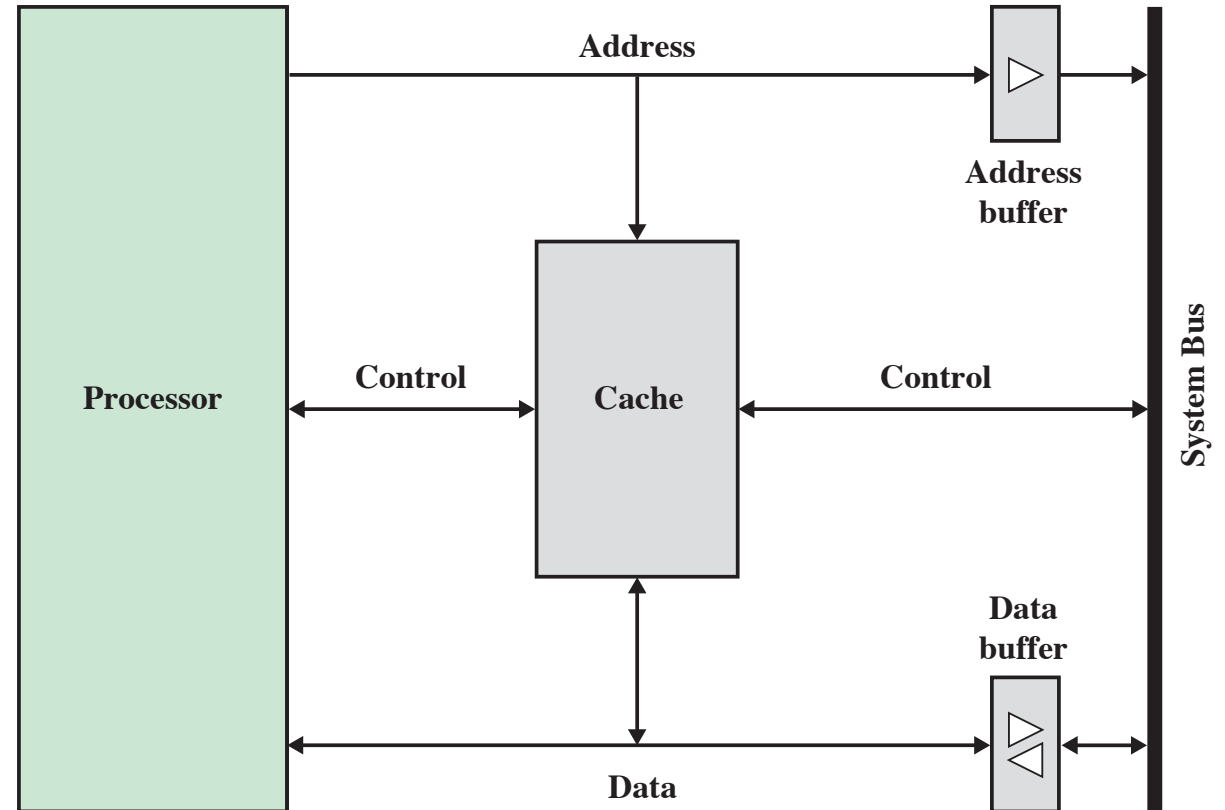 Address
Address
buffer
Control
Control
Processor
Cache
System Bus
Data
buffer
Data